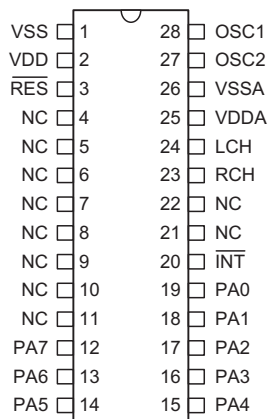 VSS 1 28 OSC1
VDD 2 27 OSC2
R̅E̅S̅ 3 26 VSSA
NC 4 25 VDDA
NC 5 24 LCH
NC 6 23 RCH
NC 7 22 NC
NC 8 21 NC
NC 9 20 I̅N̅T̅
NC 10 19 PA0
NC 11 18 PA1
PA7 12 17 PA2
PA6 13 16 PA3
PA5 14 15 PA4